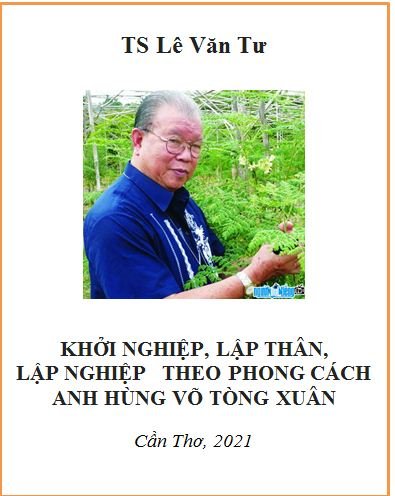 TS Lê Văn Tư
KHỞI NGHIỆP, LẬP THÂN,
LẬP NGHIỆP THEO PHONG CÁCH
ANH HÙNG VÕ TÒNG XUÂN
Cần Thơ, 2021